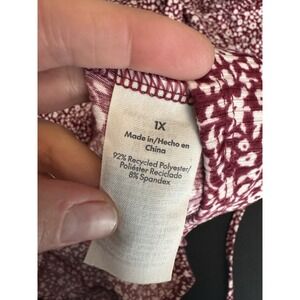 1X
Made in/Hecho en
China
92% Recycled Polyester/
Poliéster Reciclado
8% Spandex